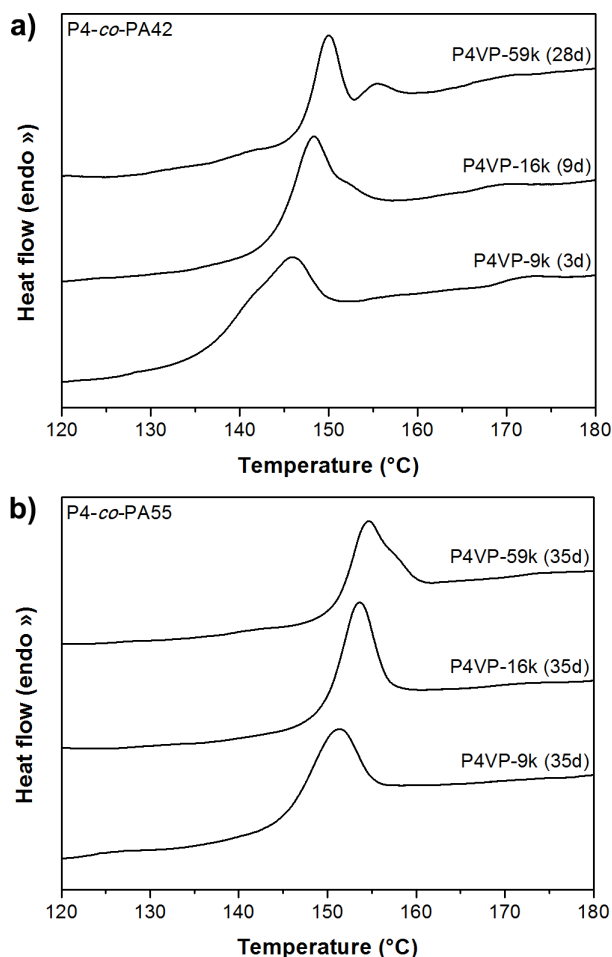 a)
P4-co-PA42
P4VP-59k (28d)
P4VP-16k (9d)
P4VP-9k (3d)
Heat flow (endo »)
120 130 140 150 160 170 180
Temperature (°C)
b)
P4-co-PA55
P4VP-59k (35d)
P4VP-16k (35d)
P4VP-9k (35d)
Heat flow (endo »)
120 130 140 150 160 170 180
Temperature (°C)